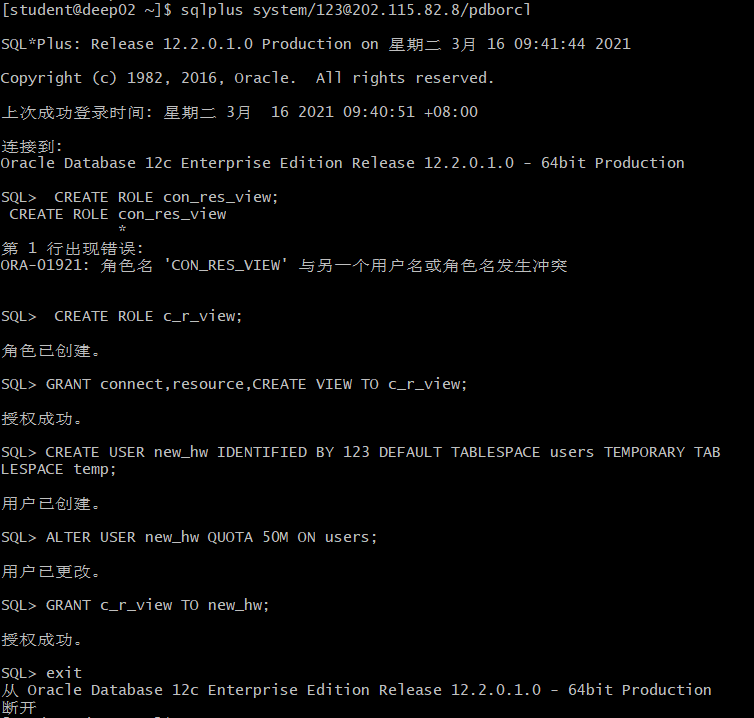 [student@deep02 ~]$ sqlplus system/123@202.115.82.8/pdborcl
SQL*Plus: Release 12.2.0.1.0 Production on 星期二 3月 16 09:41:44 2021
Copyright (c) 1982, 2016, Oracle.  All rights reserved.
上次成功登录时间: 星期二 3月  16 2021 09:40:51 +08:00
连接到:
Oracle Database 12c Enterprise Edition Release 12.2.0.1.0 - 64bit Production
SQL>  CREATE ROLE con_res_view;
 CREATE ROLE con_res_view
             *
第 1 行出现错误:
ORA-01921: 角色名 'CON_RES_VIEW' 与另一个用户名或角色名发生冲突
SQL>  CREATE ROLE c_r_view;
角色已创建。
SQL> GRANT connect,resource,CREATE VIEW TO c_r_view;
授权成功。
SQL> CREATE USER new_hw IDENTIFIED BY 123 DEFAULT TABLESPACE users TEMPORARY TAB
LESPACE temp;
用户已创建。
SQL> ALTER USER new_hw QUOTA 50M ON users;
用户已更改。
SQL> GRANT c_r_view TO new_hw;
授权成功。
SQL> exit
从 Oracle Database 12c Enterprise Edition Release 12.2.0.1.0 - 64bit Production
断开